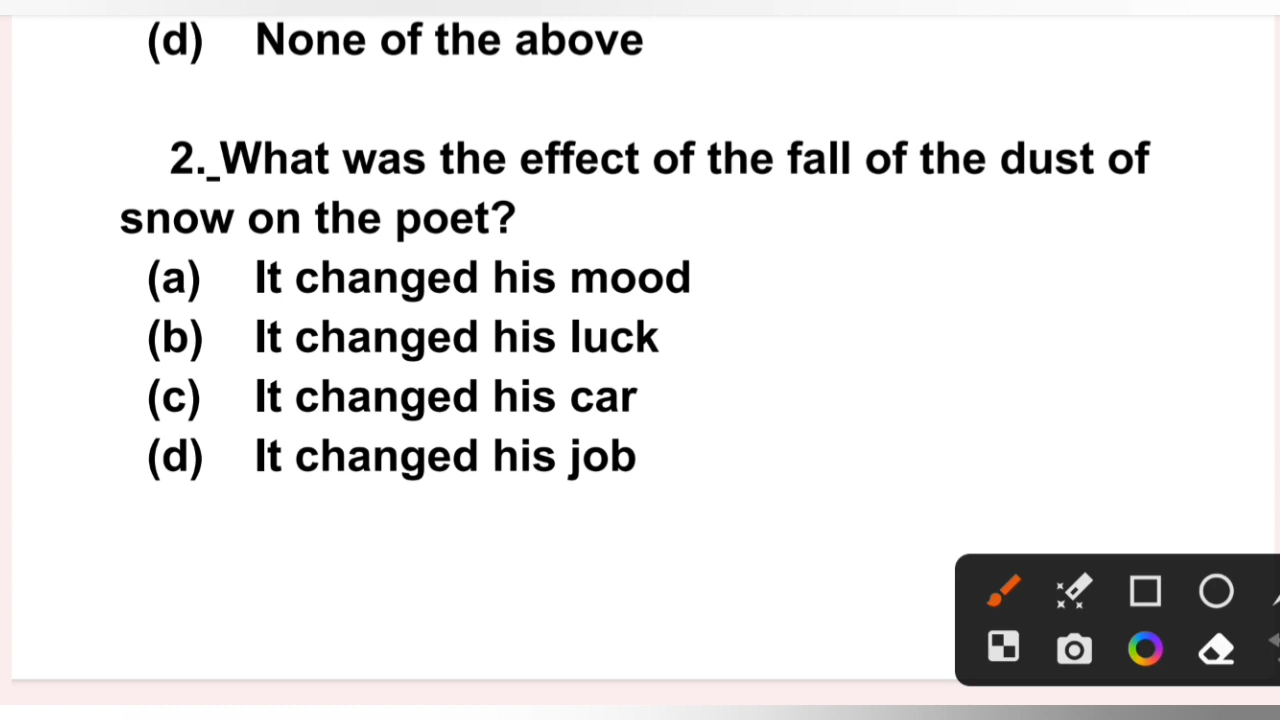 (d) None of the above
2. What was the effect of the fall of the dust of
snow on the poet?
(a) It changed his mood
(b) It changed his luck
(c) It changed his car
(d) It changed his job